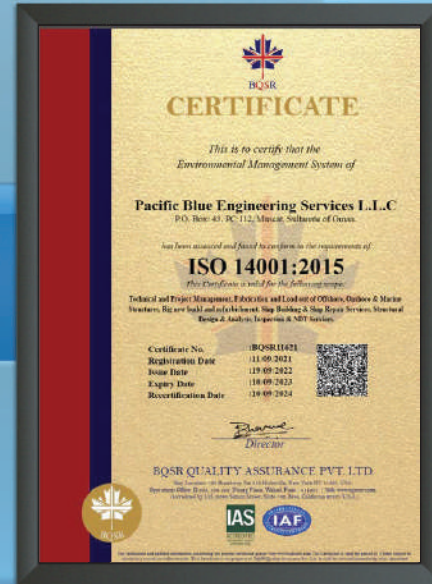 BQSR
CERTIFICATE
This is to certify that the
Environmental Management System of
Pacific Blue Engineering Services L.L.C
P.O. Box: 43, PC 112, Muscat, Sultanate of Oman.
has been assessed and found to conform to the requirements of
ISO 14001:2015
This Certificate is valid for the following scope:
Technical and Project Management, Fabrication and Load out of Offshore, Onshore & Marine
Structures, Rig new build and refurbishment, Ship Building & Ship Repair Services, Structural
Design & Analysis, Inspection & NDT Services.
Certificate No. :BQSR11621
Registration Date :11/09/2021
Issue Date :19/09/2022
Expiry Date :10/09/2023
Recertification Date :10/09/2024
Director
BQSR QUALITY ASSURANCE PVT. LTD
IAS
IAF